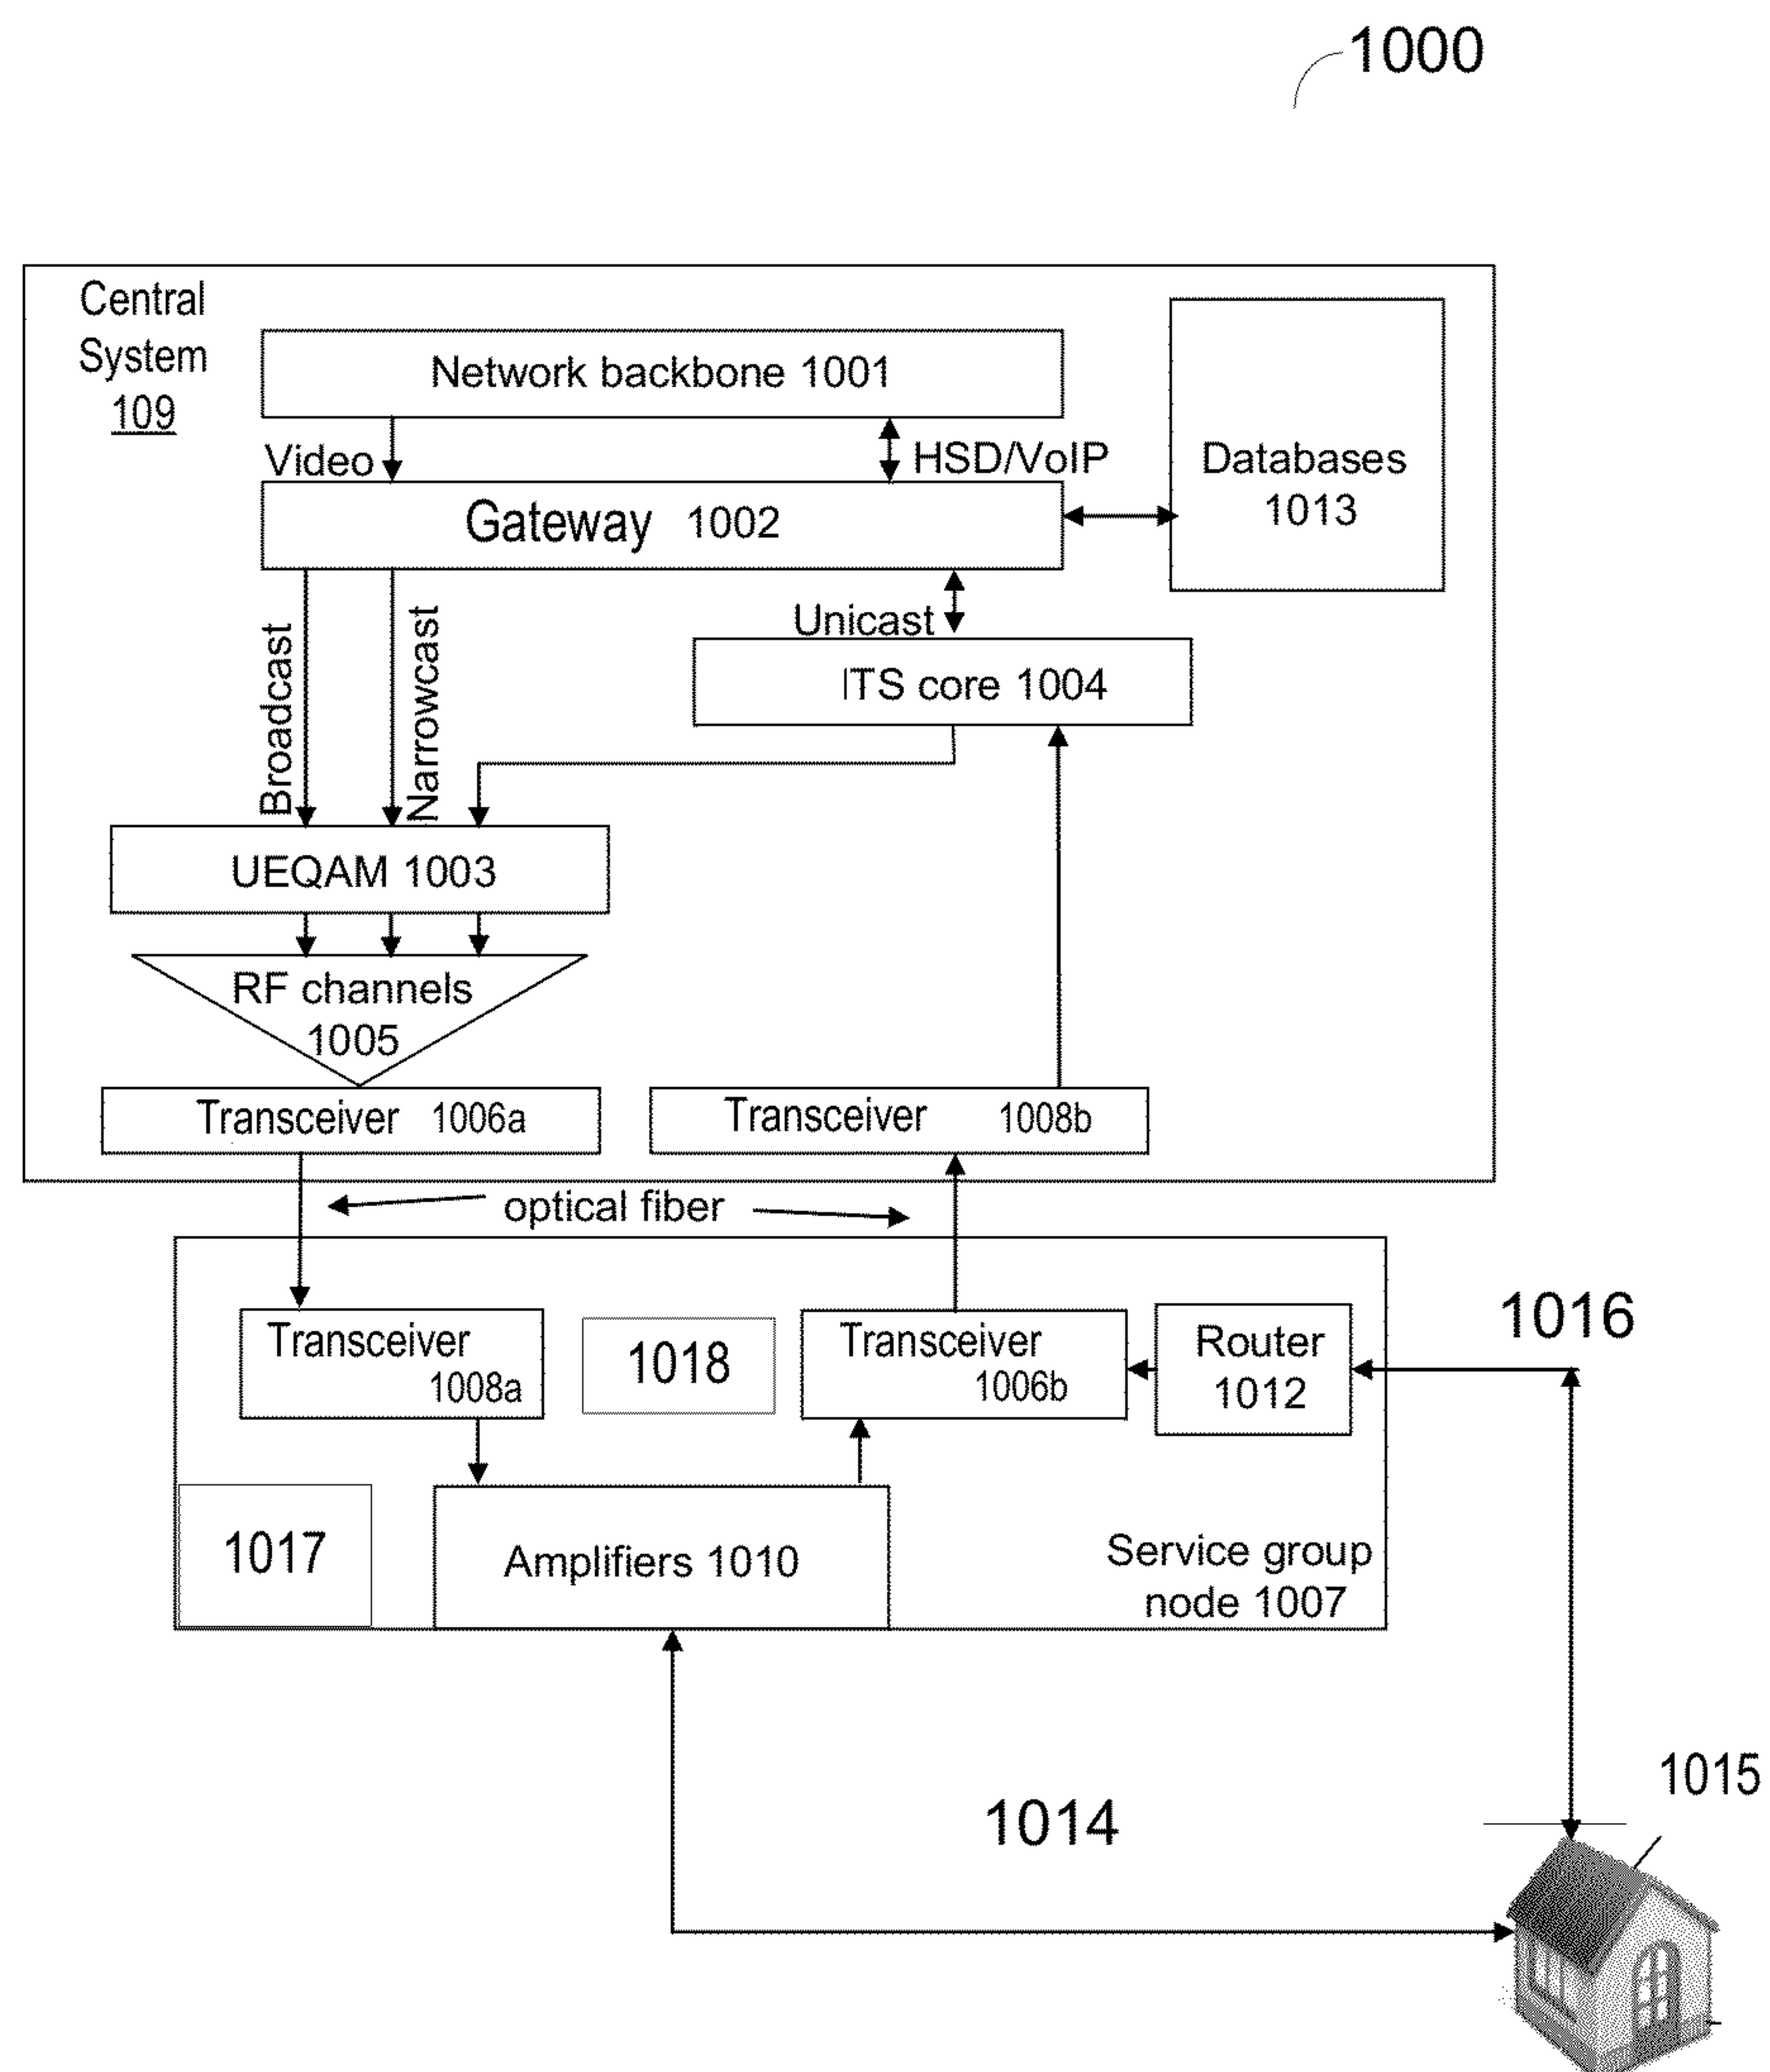 1000
Central
System
109
Network backbone 1001
Video
HSD/VoIP
Databases
1013
Gateway 1002
Broadcast
Narrowcast
Unicast
ITS core 1004
UEQAM 1003
RF channels
1005
Transceiver 1006a
Transceiver 1008b
optical fiber
Transceiver
1008a
1018
Transceiver
1006b
Router
1012
1016
1017
Amplifiers 1010
Service group
node 1007
1014
1015